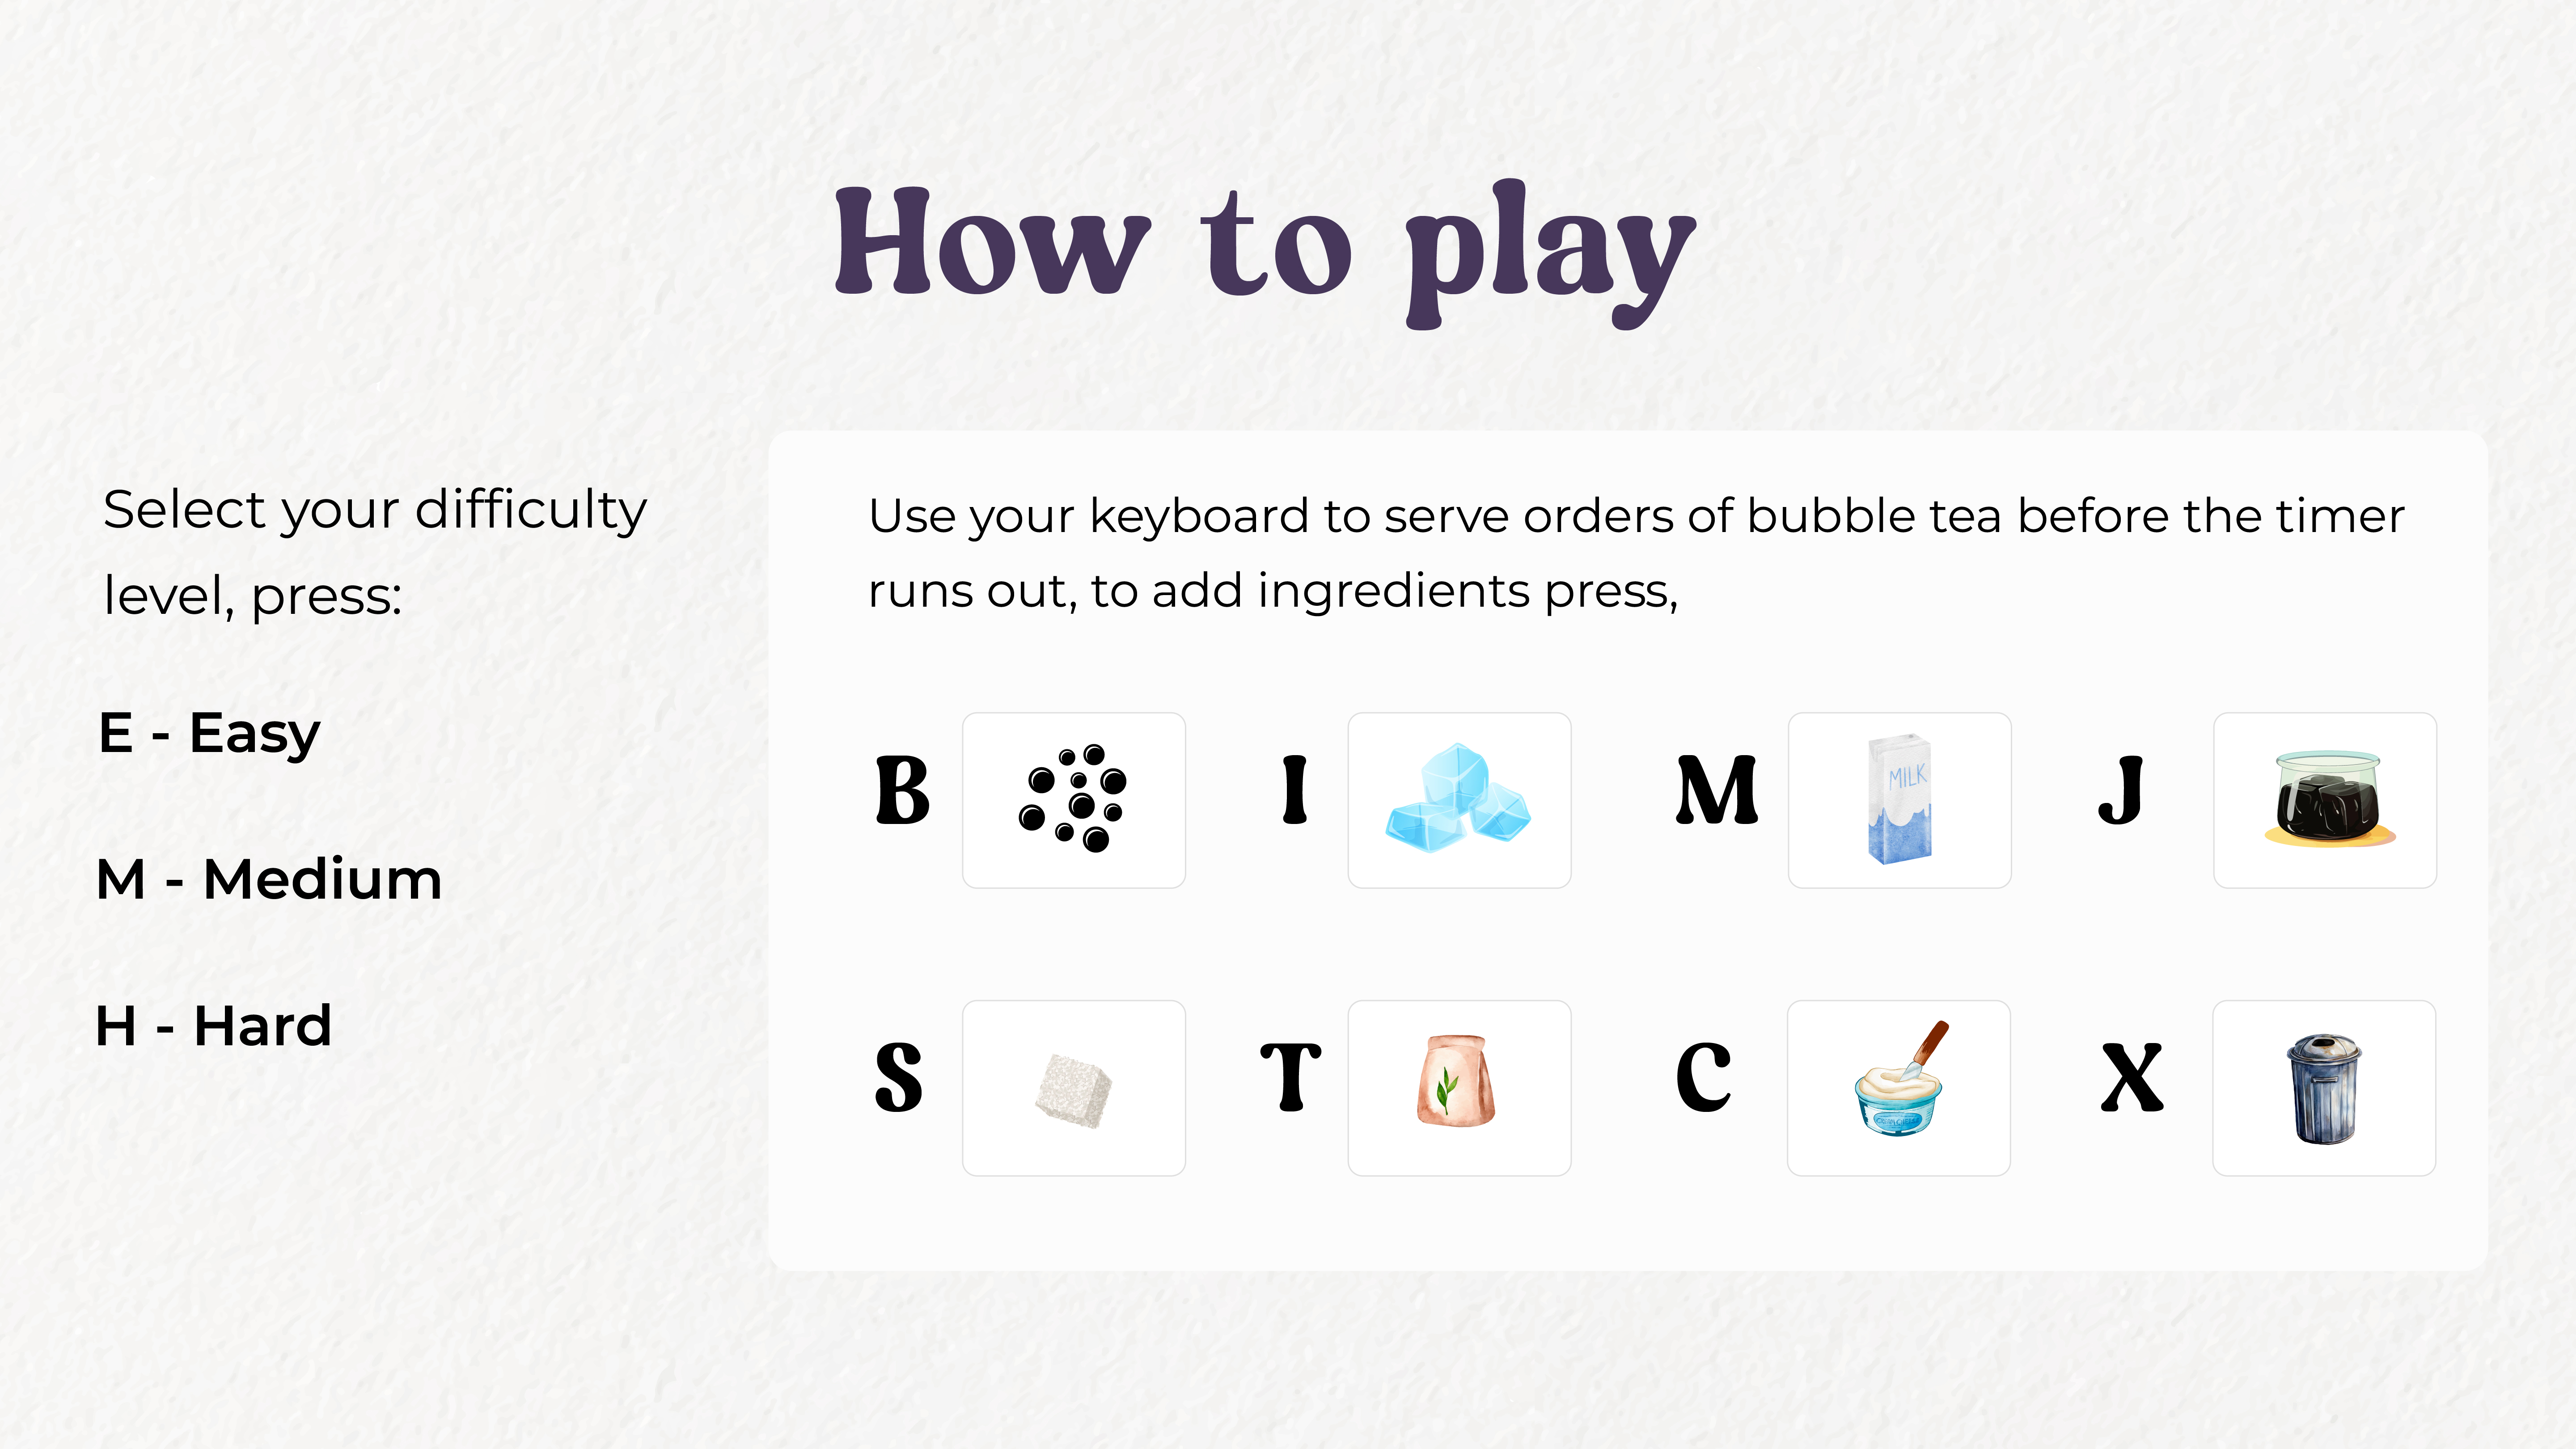 How to play
Select your difficulty
level, press:
E - Easy
M - Medium
H - Hard
Use your keyboard to serve orders of bubble tea before the timer
runs out, to add ingredients press,
B
I
M
MILK
J
S
T
C
X